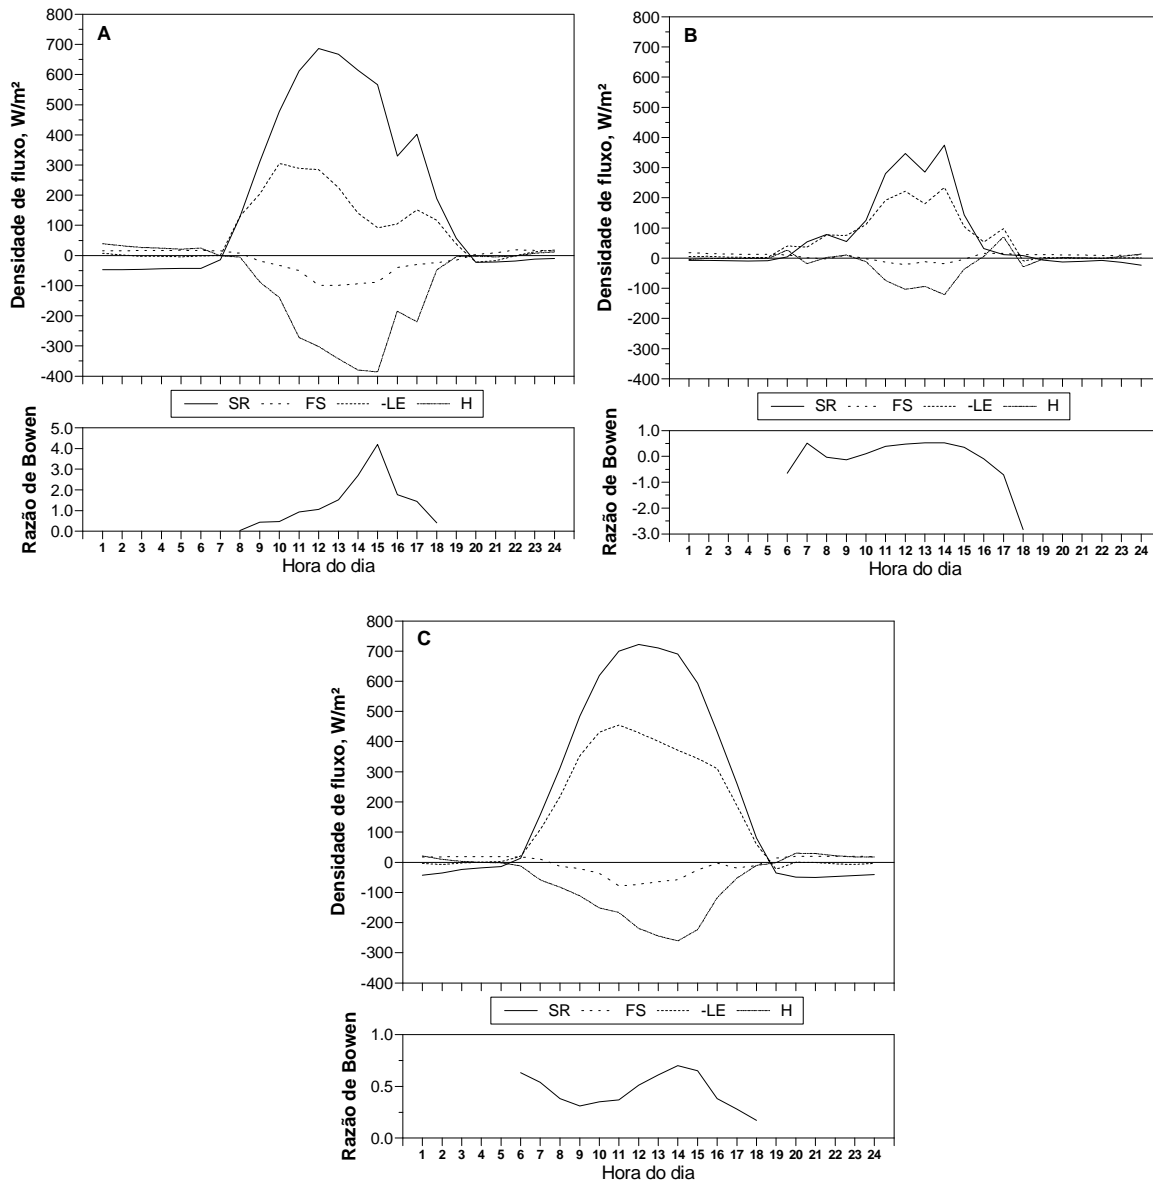 A
Densidade de fluxo, W/m²
800
700
600
500
400
300
200
100
0
-100
-200
-300
-400
SR FS -LE H
Razão de Bowen
5.0
4.0
3.0
2.0
1.0
0.0
1 2 3 4 5 6 7 8 9 10 11 12 13 14 15 16 17 18 19 20 21 22 23 24
Hora do dia
B
Densidade de fluxo, W/m²
800
700
600
500
400
300
200
100
0
-100
-200
-300
-400
SR FS -LE H
Razão de Bowen
1.0
0.0
-1.0
-2.0
-3.0
1 2 3 4 5 6 7 8 9 10 11 12 13 14 15 16 17 18 19 20 21 22 23 24
Hora do dia
C
Densidade de fluxo, W/m²
800
700
600
500
400
300
200
100
0
-100
-200
-300
-400
SR FS -LE H
Razão de Bowen
1.0
0.5
0.0
1 2 3 4 5 6 7 8 9 10 11 12 13 14 15 16 17 18 19 20 21 22 23 24
Hora do dia